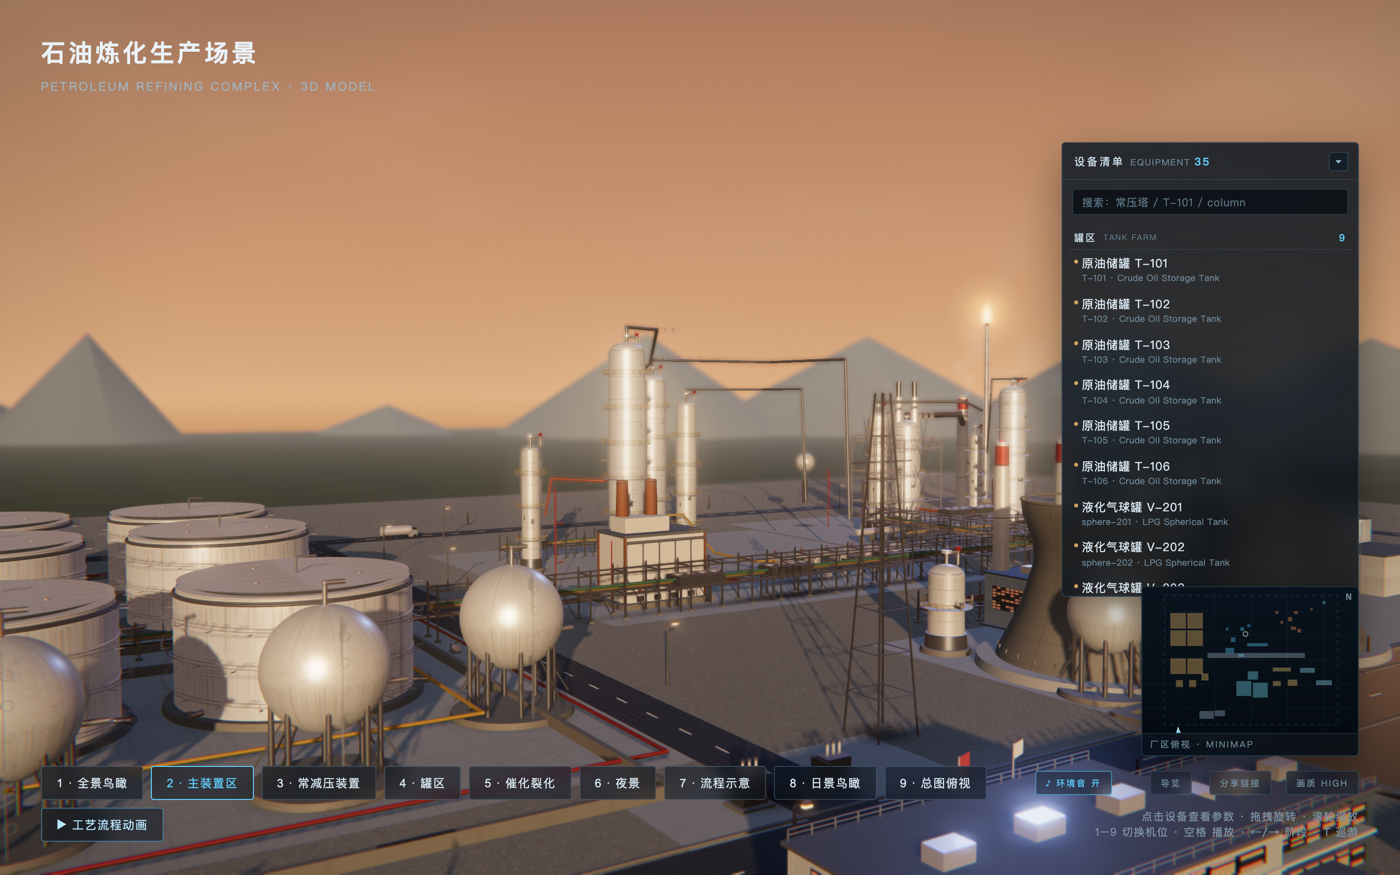 石油炼化生产场景
PETROLEUM REFINING COMPLEX · 3D MODEL
设备清单 EQUIPMENT 35
搜索：常压塔 / T-101 / column
罐区 TANK FARM 9
原油储罐 T-101
T-101 · Crude Oil Storage Tank
原油储罐 T-102
T-102 · Crude Oil Storage Tank
原油储罐 T-103
T-103 · Crude Oil Storage Tank
原油储罐 T-104
T-104 · Crude Oil Storage Tank
原油储罐 T-105
T-105 · Crude Oil Storage Tank
原油储罐 T-106
T-106 · Crude Oil Storage Tank
液化气球罐 V-201
sphere-201 · LPG Spherical Tank
液化气球罐 V-202
sphere-202 · LPG Spherical Tank
液化气球罐 V-203
N
厂区俯视 · MINIMAP
1 · 全景鸟瞰
2 · 主装置区
3 · 常减压装置
4 · 罐区
5 · 催化裂化
6 · 夜景
7 · 流程示意
8 · 日景鸟瞰
9 · 总图俯视
♪ 环境音 开
导览
分享链接
画质 HIGH
▶ 工艺流程动画
点击设备查看参数 · 拖拽旋转 · 滚轮缩放
1–9 切换机位 · 空格 播放 · ←/→ 阶段 · T 巡游